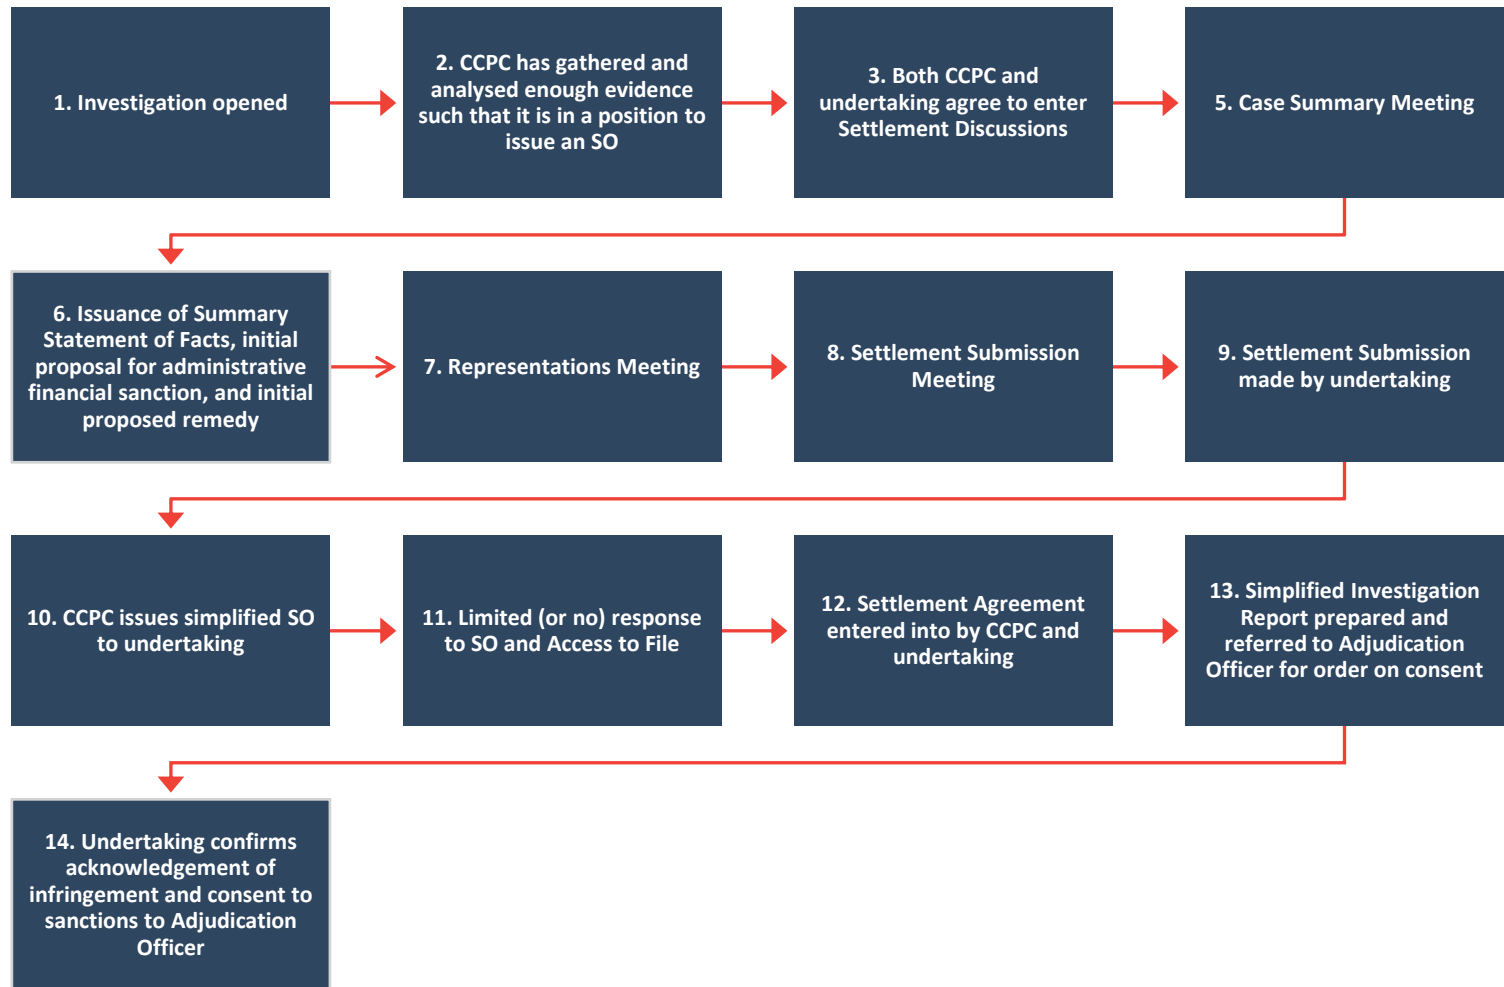 1. Investigation opened
2. CCPC has gathered and
analysed enough evidence
such that it is in a position to
issue an SO
3. Both CCPC and
undertaking agree to enter
Settlement Discussions
5. Case Summary Meeting
6. Issuance of Summary
Statement of Facts, initial
proposal for administrative
financial sanction, and initial
proposed remedy
7. Representations Meeting
8. Settlement Submission
Meeting
9. Settlement Submission
made by undertaking
10. CCPC issues simplified SO
to undertaking
11. Limited (or no) response
to SO and Access to File
12. Settlement Agreement
entered into by CCPC and
undertaking
13. Simplified Investigation
Report prepared and
referred to Adjudication
Officer for order on consent
14. Undertaking confirms
acknowledgement of
infringement and consent to
sanctions to Adjudication
Officer